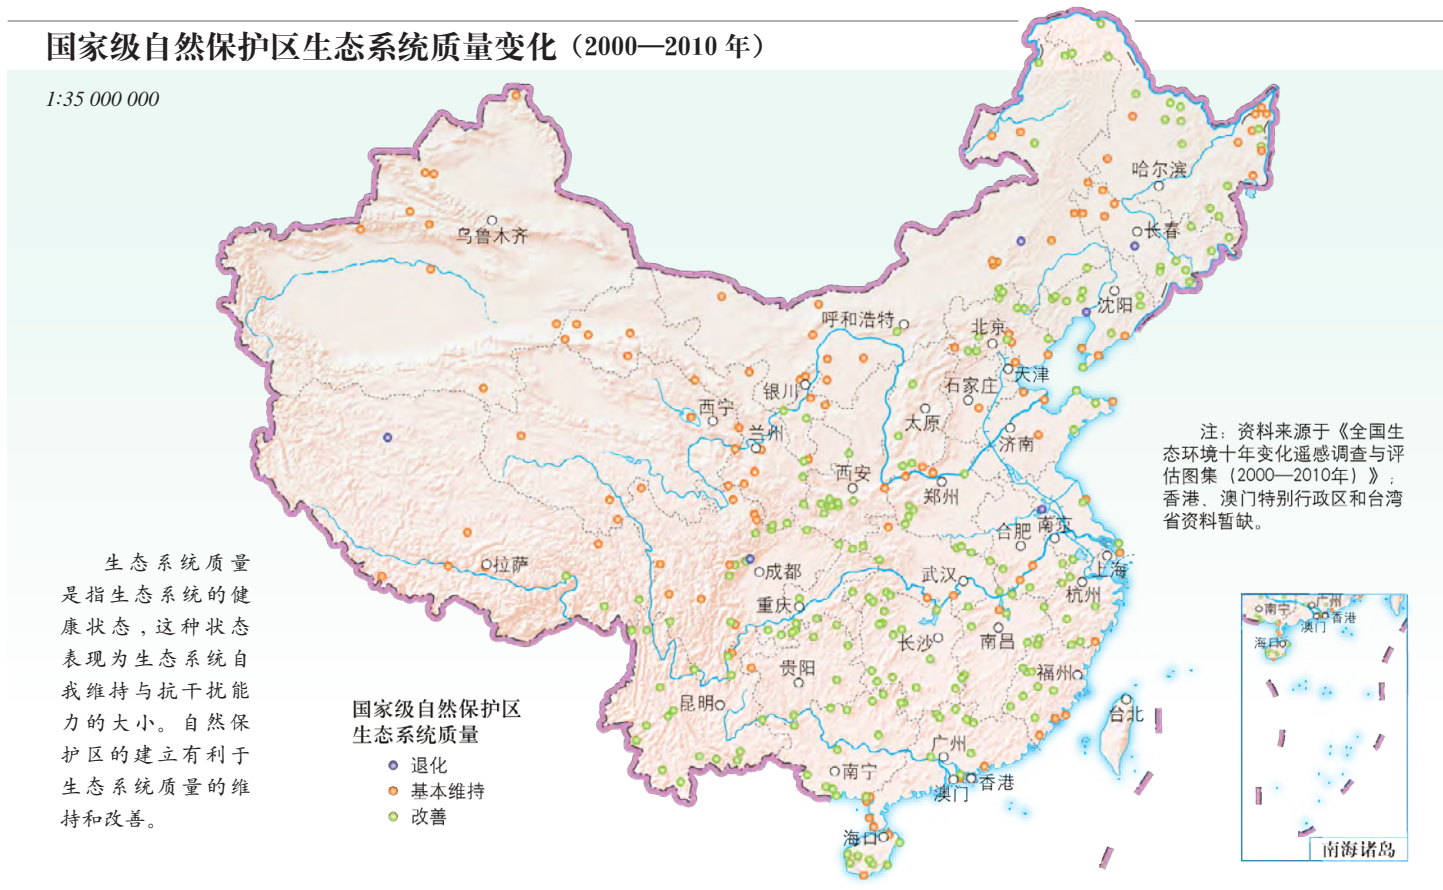 国家级自然保护区生态系统质量变化（2000—2010 年）
1:35 000 000
哈尔滨
长春
乌鲁木齐
沈阳
呼和浩特
北京
天津
银川
石家庄
西宁
太原
兰州
济南
西安
郑州
合肥
南京
拉萨
成都
上海
武汉
杭州
重庆
长沙
南昌
贵阳
福州
昆明
台北
广州
南宁
香港
澳门
海口
注：资料来源于《全国生
态环境十年变化遥感调查与评
估图集（2000—2010年）》；
香港、澳门特别行政区和台湾
省资料暂缺。
生态系统质量
是指生态系统的健
康状态，这种状态
表现为生态系统自
我维持与抗干扰能
力的大小。自然保
护区的建立有利于
生态系统质量的维
持和改善。
国家级自然保护区
生态系统质量
退化
基本维持
改善
南宁
广州
香港
澳门
海口
南海诸岛